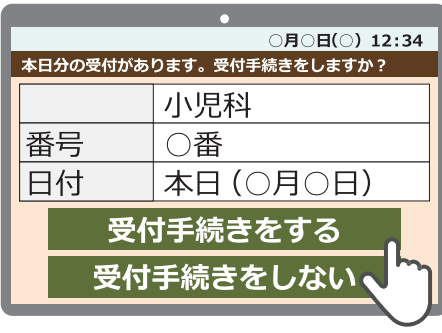 ○月○日(○) 12:34
本日分の受付があります。受付手続きをしますか？
小児科
番号 ○番
日付 本日（○月○日）
受付手続きをする
受付手続きをしない